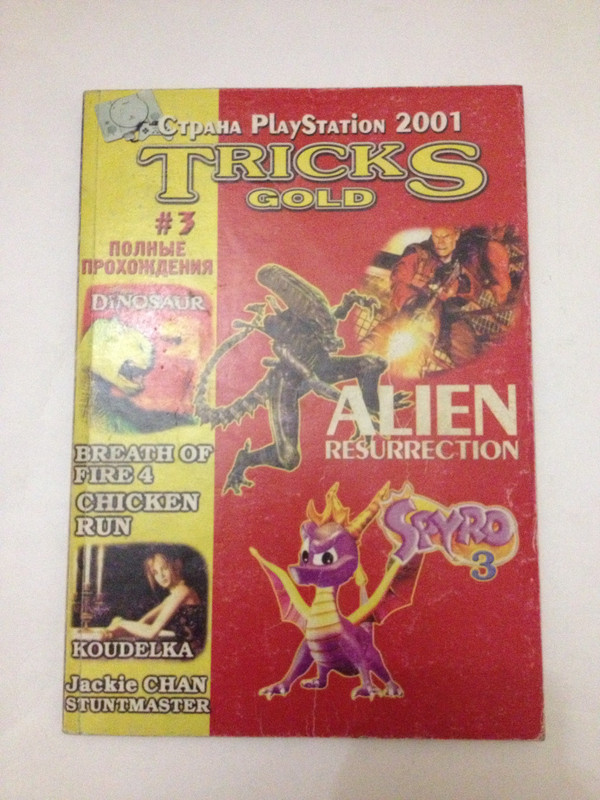 Страна PlayStation 2001
TRICKS
GOLD
#3
ПОЛНЫЕ
ПРОХОЖДЕНИЯ
DiNOSAUR
BREATH OF
FIRE 4
CHICKEN
RUN
KOUDELKA
Jackie CHAN
STUNTMASTER
ALIEN
RESURRECTION
SPYRO
3